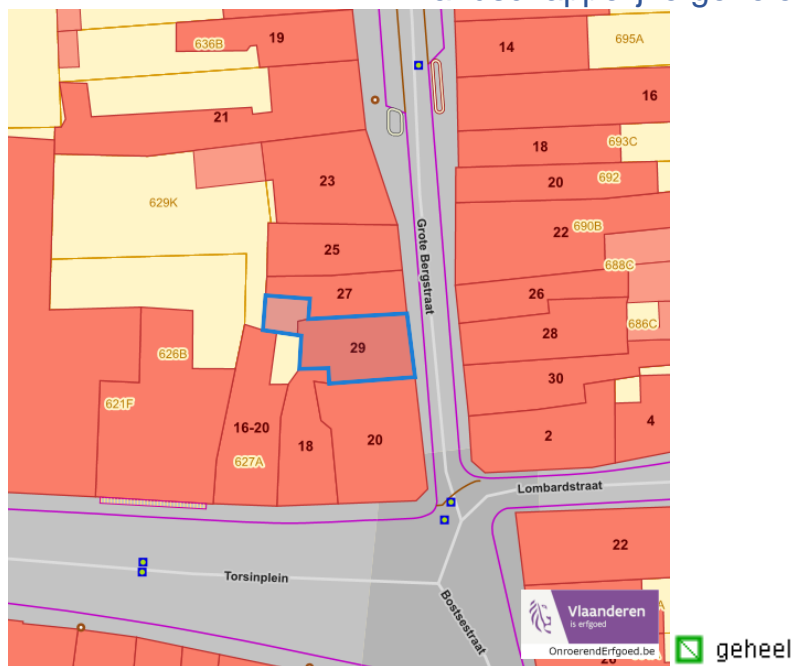 636B
19
14
695A
16
21
18
693C
23
20
692
629K
22
690B
25
688C
27
26
Grote Bergstraat
28
686C
29
626B
30
621F
16-20
18
20
2
4
627A
Lombardstraat
22
Torsinplein
Bostsestraat
Vlaanderen
is erfgoed
OnroerendErfgoed.be
geheel